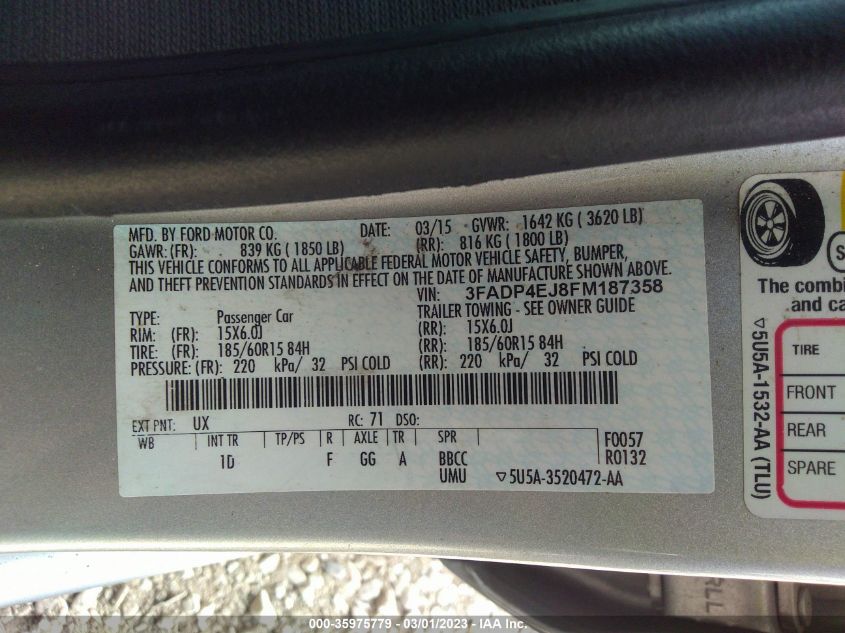 MFD. BY FORD MOTOR CO. DATE: 03/15 GVWR: 1642 KG ( 3620 LB)
GAWR: (FR): 839 KG ( 1850 LB) (RR): 816 KG ( 1800 LB)
THIS VEHICLE CONFORMS TO ALL APPLICABLE FEDERAL MOTOR VEHICLE SAFETY, BUMPER,
AND THEFT PREVENTION STANDARDS IN EFFECT ON THE DATE OF MANUFACTURE SHOWN ABOVE.
VIN: 3FADP4EJ8FM187358
TYPE: Passenger Car TRAILER TOWING - SEE OWNER GUIDE
RIM: (FR): 15X6.0J (RR): 15X6.0J
TIRE: (FR): 185/60R15 84H (RR): 185/60R15 84H
PRESSURE: (FR): 220 kPa/ 32 PSI COLD (RR): 220 kPa/ 32 PSI COLD
EXT PNT: UX RC: 71 DSO:
WB INT TR TP/PS R AXLE TR SPR F0057
1D F GG A BBCC R0132
UMU ▽5U5A-3520472-AA
The combi
and ca
TIRE
FRONT
REAR
SPARE
▽5U5A-1532-AA (TLU)
RLL
000-35975779 - 03/01/2023 - IAA Inc.